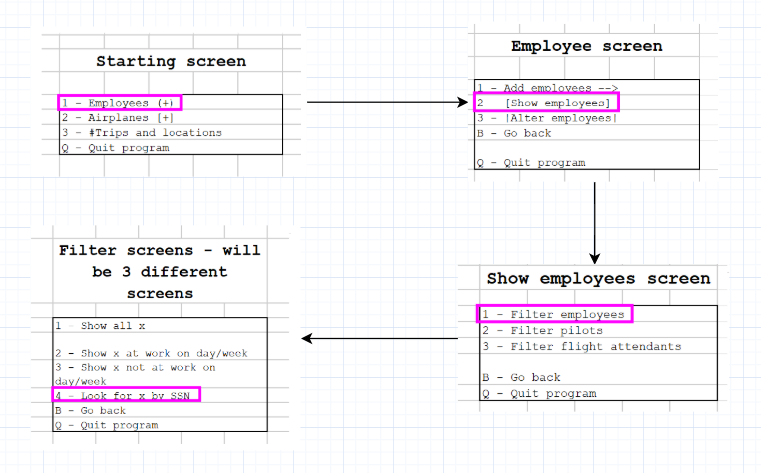 Starting screen
1 - Employees (+)
2 - Airplanes [+]
3 - #Trips and locations
Q - Quit program
Employee screen
1 - Add employees -->
2 [Show employees]
3 - |Alter employees|
B - Go back
Q - Quit program
Show employees screen
1 - Filter employees
2 - Filter pilots
3 - Filter flight attendants
B - Go back
Q - Quit program
Filter screens - will
be 3 different
screens
1 - Show all x
2 - Show x at work on day/week
3 - Show x not at work on
day/week
4 - Look for x by SSN
B - Go back
Q - Quit program